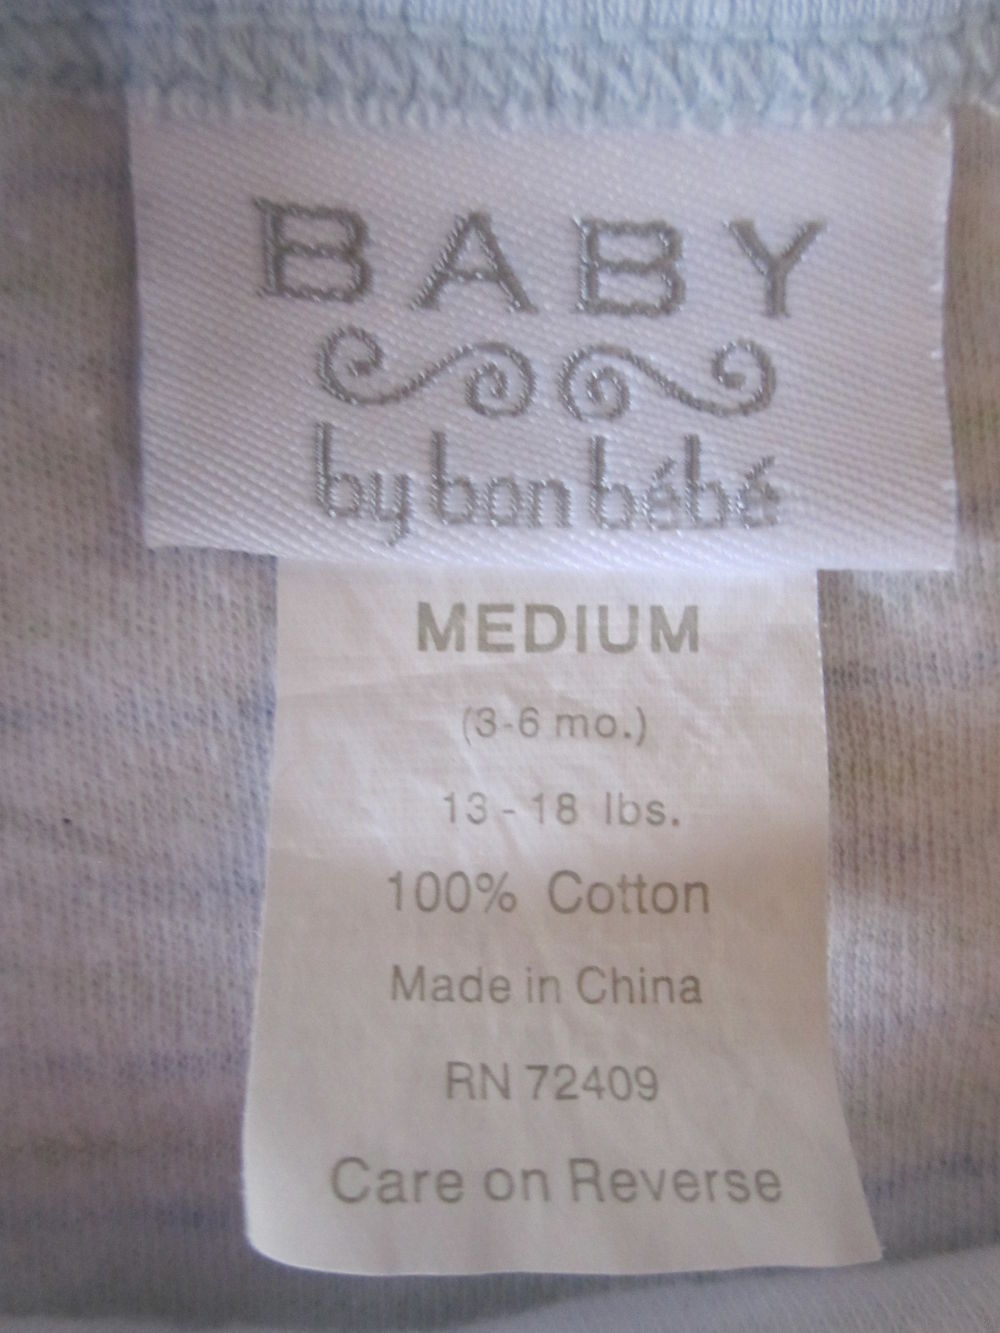 BABY
by bon bébé
MEDIUM
(3-6 mo.)
13 - 18 lbs.
100% Cotton
Made in China
RN 72409
Care on Reverse